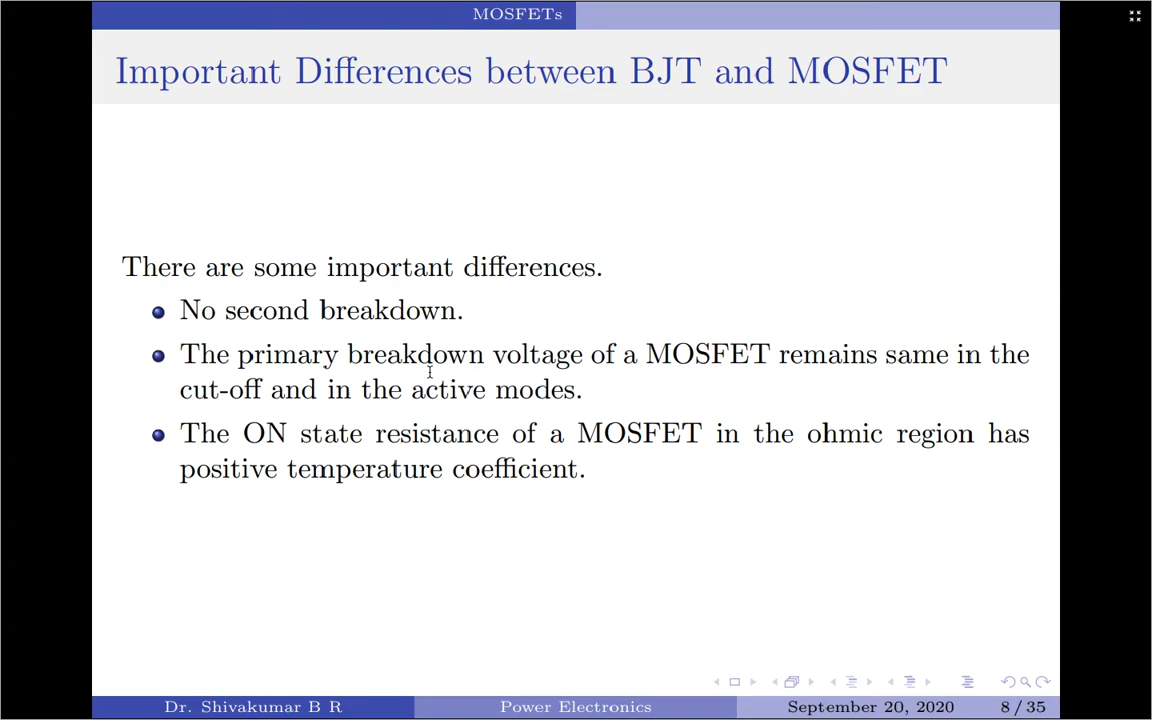 MOSFETs
Important Differences between BJT and MOSFET
There are some important differences.
No second breakdown.
The primary breakdown voltage of a MOSFET remains same in the
cut-off and in the active modes.
The ON state resistance of a MOSFET in the ohmic region has
positive temperature coefficient.
Dr. Shivakumar B R
Power Electronics
September 20, 2020
8 / 35